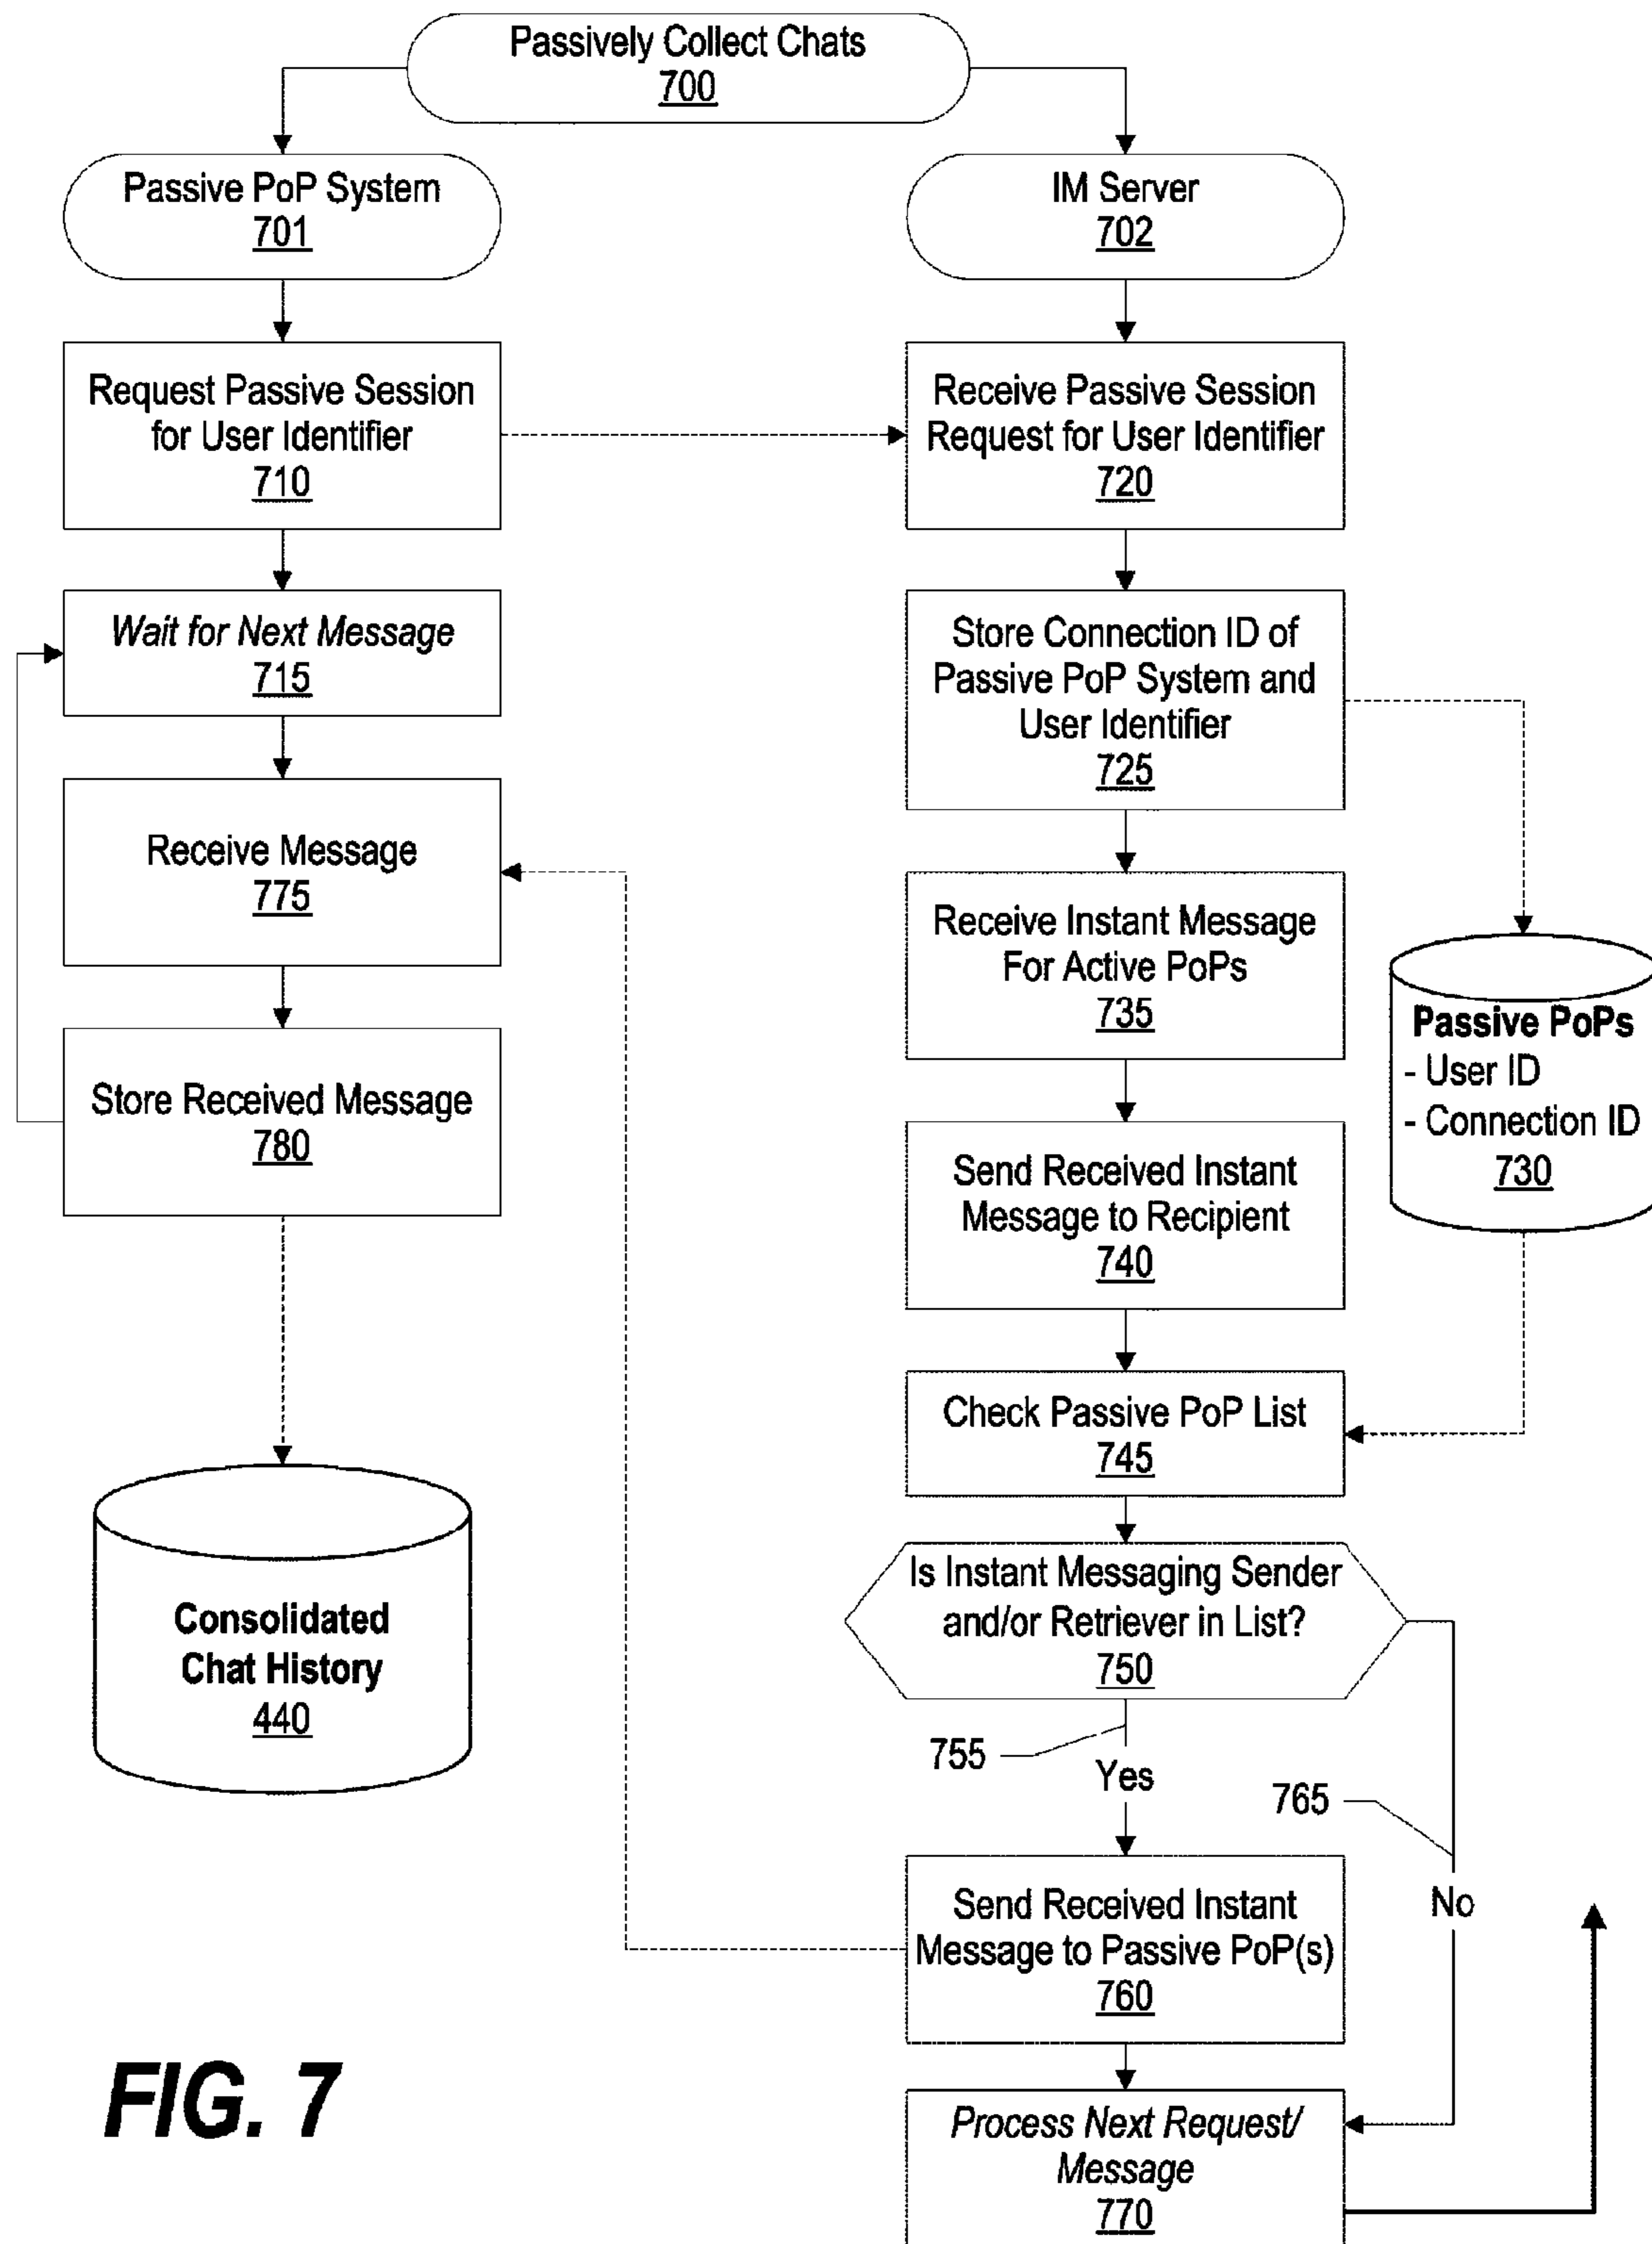 Passively Collect Chats
700
Passive PoP System
701
IM Server
702
Request Passive Session
for User Identifier
710
Receive Passive Session
Request for User Identifier
720
Wait for Next Message
715
Store Connection ID of
Passive PoP System and
User Identifier
725
Receive Message
775
Receive Instant Message
For Active PoPs
735
Passive PoPs
- User ID
- Connection ID
730
Store Received Message
780
Send Received Instant
Message to Recipient
740
Check Passive PoP List
745
Consolidated
Chat History
440
Is Instant Messaging Sender
and/or Retriever in List?
750
755
Yes
765
No
Send Received Instant
Message to Passive PoP(s)
760
Process Next Request/
Message
770
FIG. 7